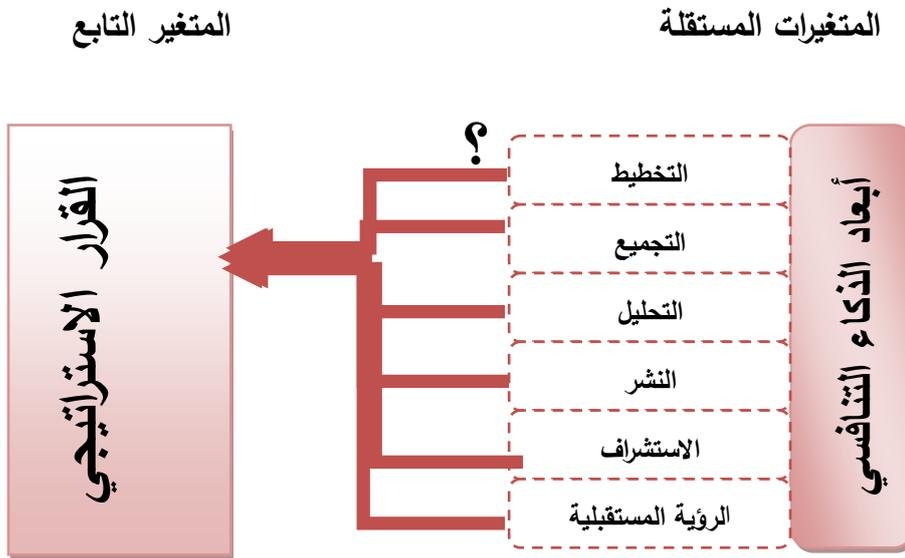 المتغيرات المستقلة
المتغير التابع
أبعاد الذكاء التنافسي
التخطيط
التجميع
التحليل
النشر
الاستشراف
الرؤية المستقبلية
؟
القرار الاستراتيجي